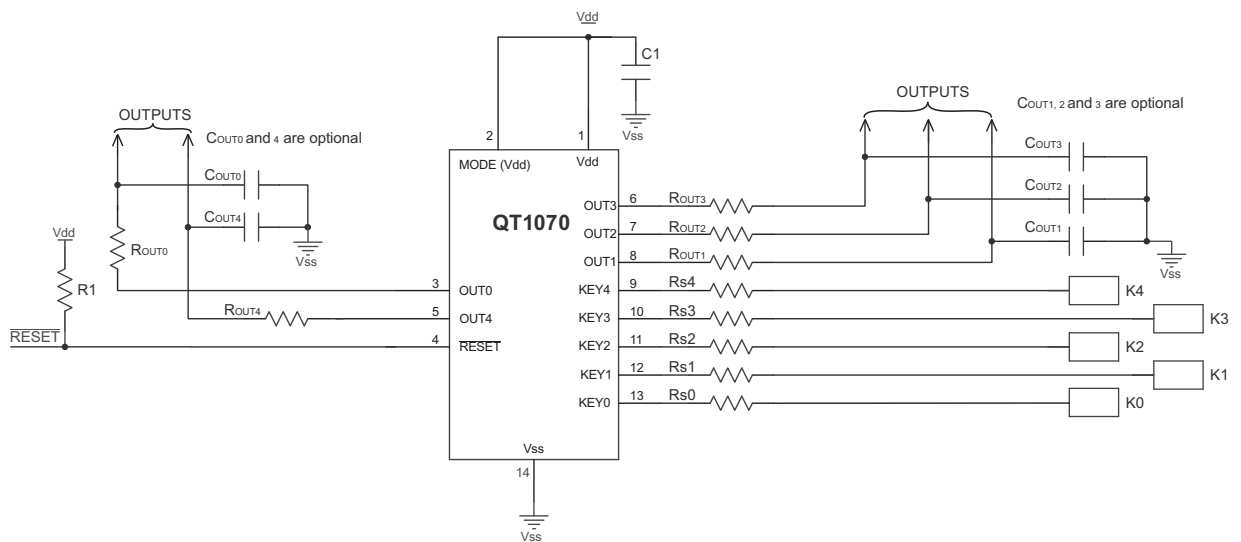 Vdd
C1
Vss
OUTPUTS
COUT0 and 4 are optional
COUT0
COUT4
Vss
ROUT0
Vdd
R1
ROUT4
RESET
OUTPUTS
COUT1, 2 and 3 are optional
COUT3
COUT2
COUT1
Vss
2
1
MODE (Vdd)
Vdd
QT1070
3
OUT0
5
OUT4
4
RESET
OUT3
6
ROUT3
OUT2
7
ROUT2
OUT1
8
ROUT1
KEY4
9
Rs4
K4
KEY3
10
Rs3
K3
KEY2
11
Rs2
K2
KEY1
12
Rs1
K1
KEY0
13
Rs0
K0
Vss
14
Vss